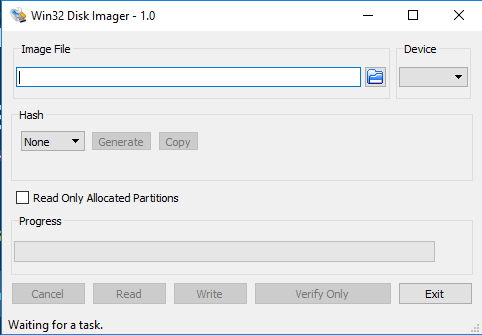 Win32 Disk Imager - 1.0
Image File
Device
Hash
None
Generate
Copy
Read Only Allocated Partitions
Progress
Cancel
Read
Write
Verify Only
Exit
Waiting for a task.